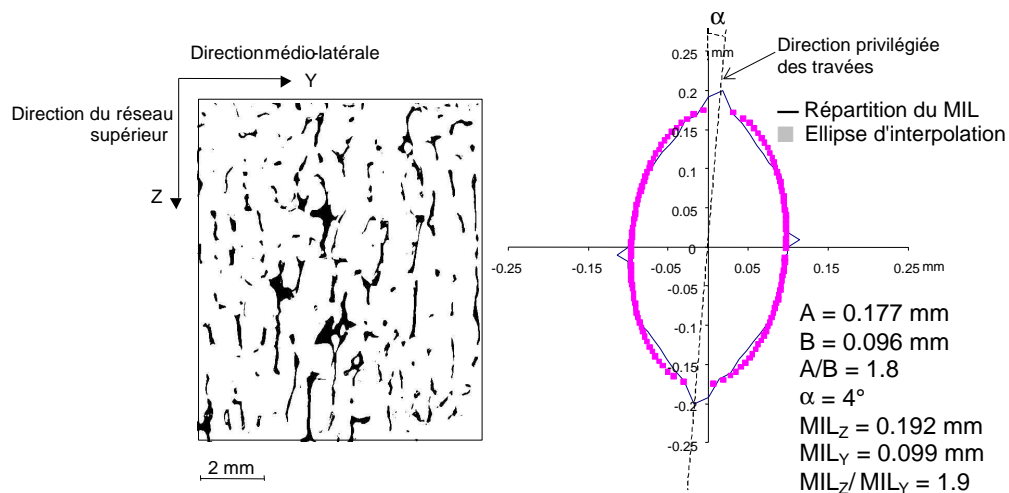 Directionmédio-latérale
Y
Direction du réseau
supérieur
Z
2 mm
α
0.25 mm
Direction privilégiée
des travées
0.2
Répartition du MIL
Ellipse d'interpolation
0.15
0.1
0.05
0
-0.25 -0.15 -0.05 0.05 0.15 0.25 mm
-0.05
-0.1
-0.15
-0.2
-0.25
A = 0.177 mm
B = 0.096 mm
A/B = 1.8
α = 4°
MILZ = 0.192 mm
MILY = 0.099 mm
MILZ/ MILY = 1.9